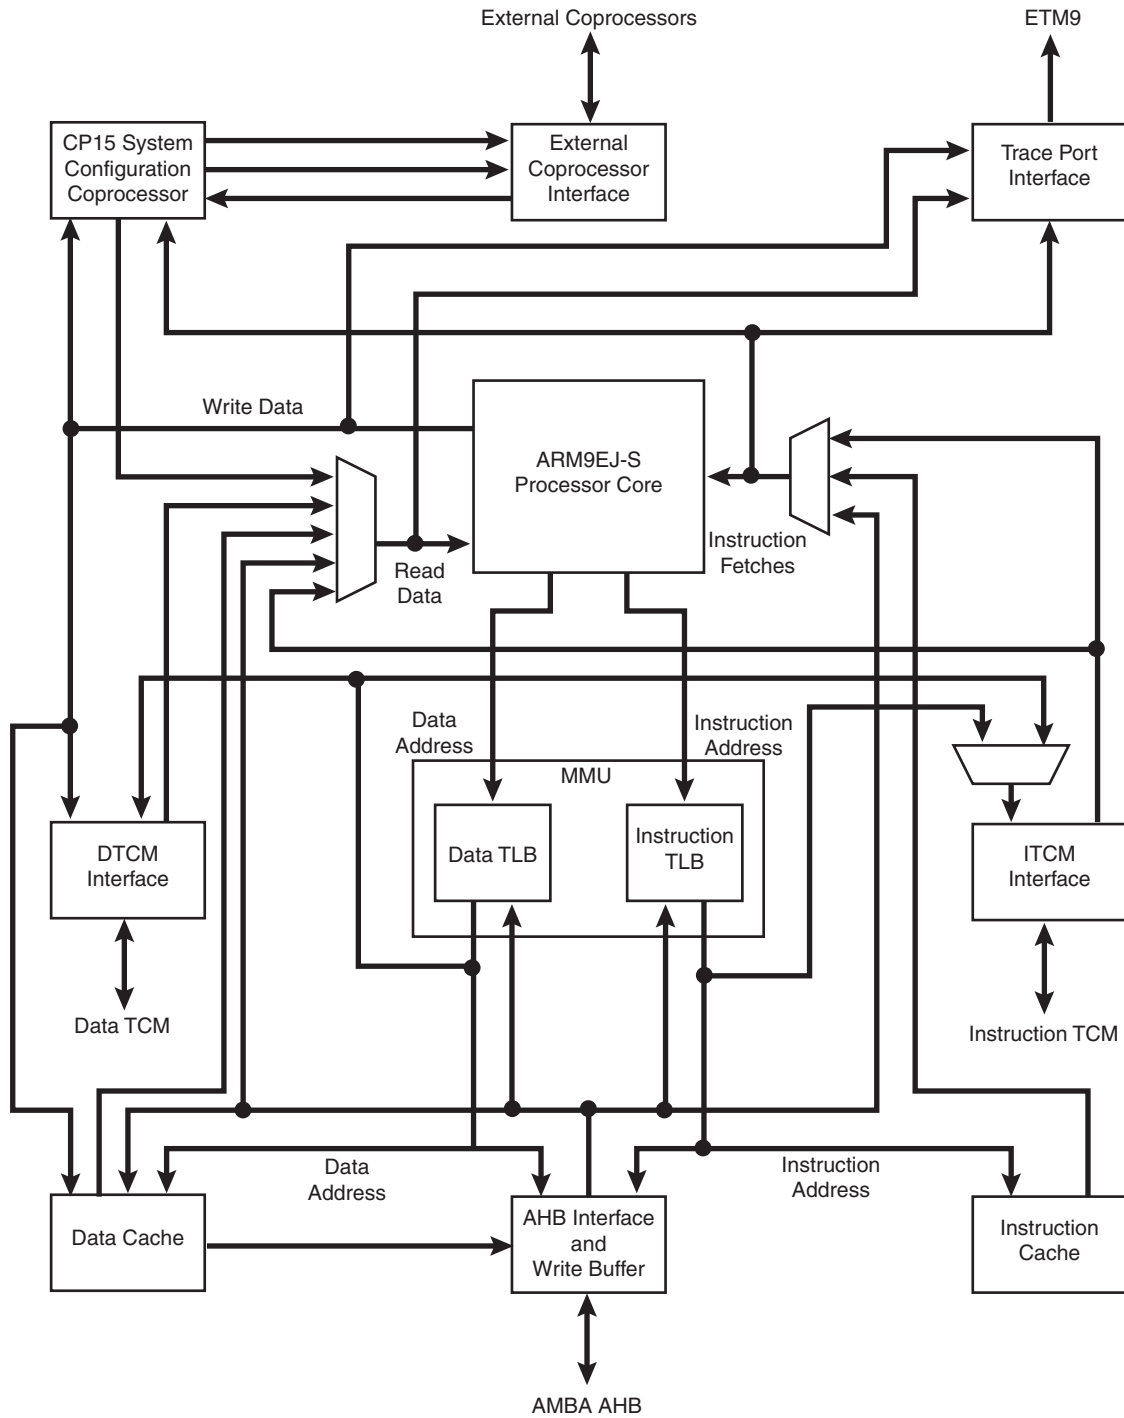 External Coprocessors
ETM9
CP15 System
Configuration
Coprocessor
External
Coprocessor
Interface
Trace Port
Interface
Write Data
ARM9EJ-S
Processor Core
Instruction
Fetches
Read
Data
Data
Address
Instruction
Address
MMU
DTCM
Interface
Data TLB
Instruction
TLB
ITCM
Interface
Data TCM
Instruction TCM
Data
Address
Instruction
Address
Data Cache
AHB Interface
and
Write Buffer
Instruction
Cache
AMBA AHB